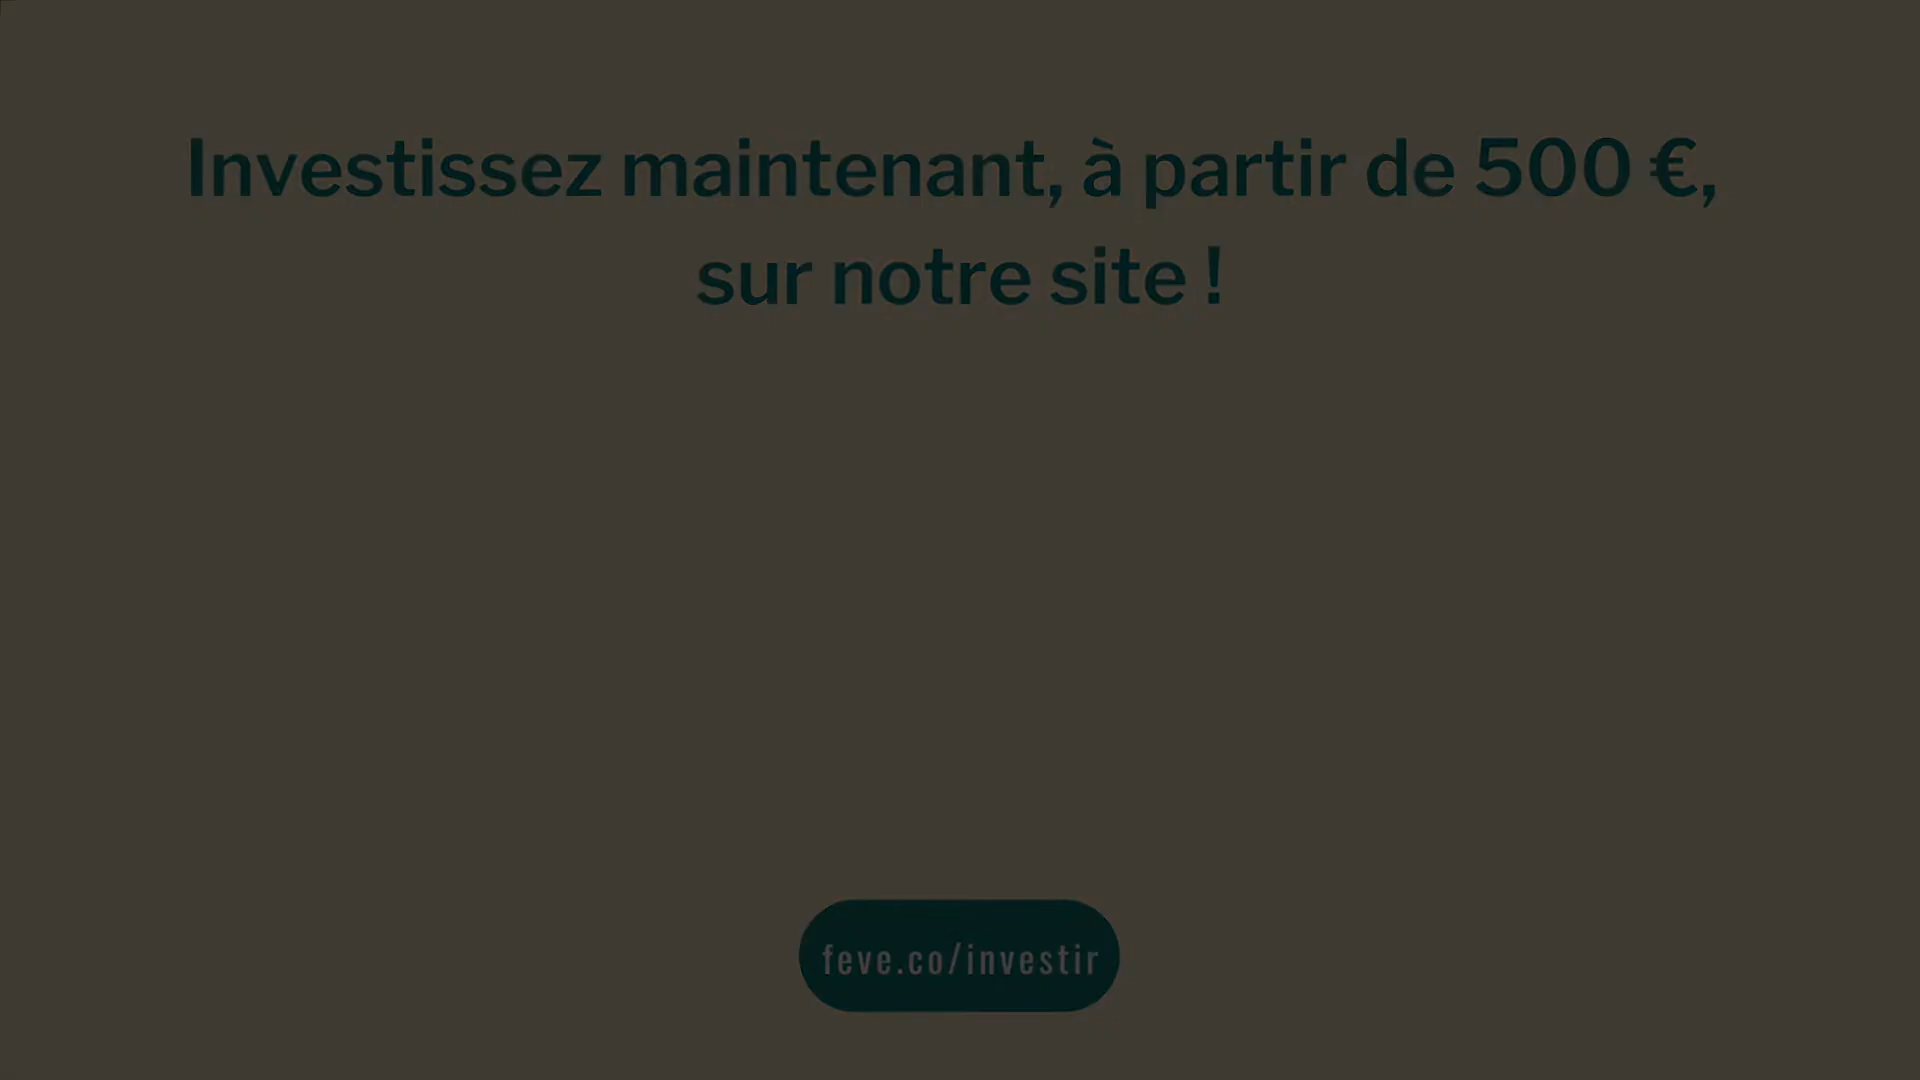 Investissez maintenant, à partir de 500 €,
sur notre site !
feve.co/investir